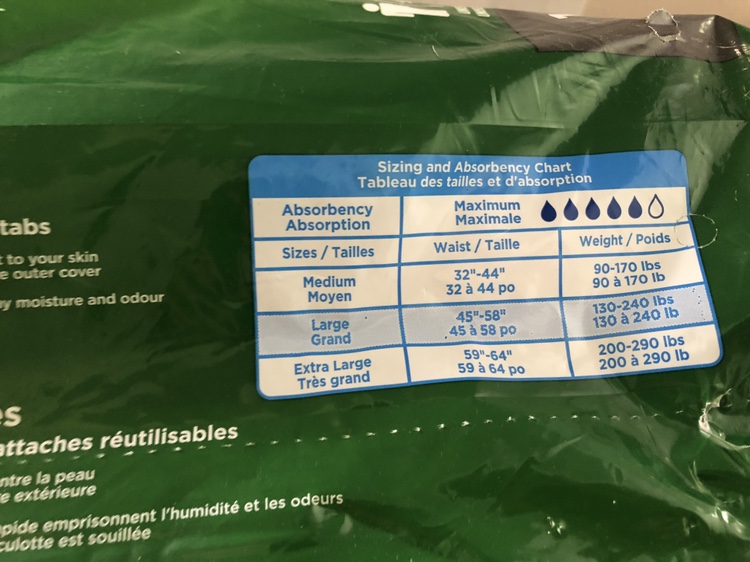 Sizing and Absorbency Chart
Tableau des tailles et d'absorption
Absorbency
Absorption
Maximum
Maximale
Sizes / Tailles
Waist / Taille
Weight / Poids
Medium
Moyen
32"-44"
32 à 44 po
90-170 lbs
90 à 170 lb
Large
Grand
45"-58"
45 à 58 po
130-240 lbs
130 à 240 lb
Extra Large
Très grand
59"-64"
59 à 64 po
200-290 lbs
200 à 290 lb
tabs
to your skin
outer cover
moisture and odour
attaches réutilisables
la peau
extérieure
emprisonnent l'humidité et les odeurs
culotte est souillée